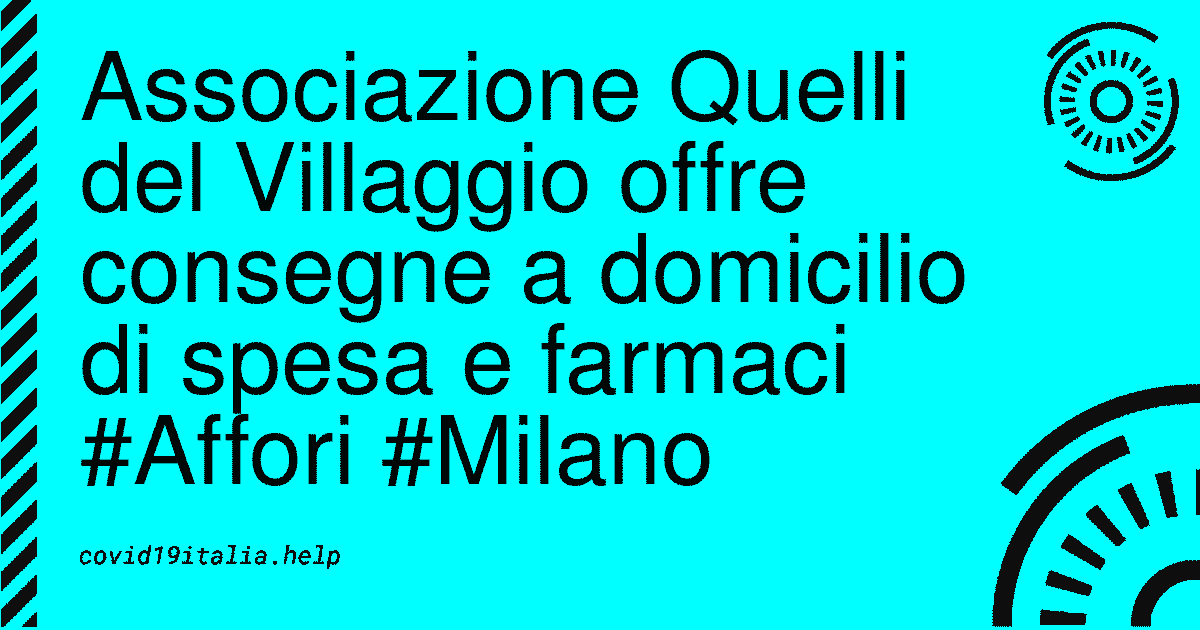 Associazione Quelli
del Villaggio offre
consegne a domicilio
di spesa e farmaci
#Affori #Milano
covid19italia.help